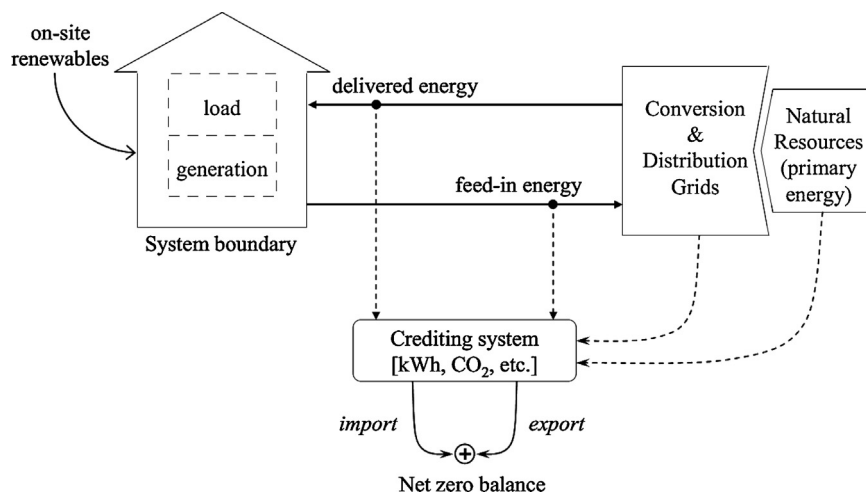 on-site
renewables
load
generation
System boundary
delivered energy
feed-in energy
Conversion
&
Distribution
Grids
Natural
Resources
(primary
energy)
Crediting system
[kWh, CO₂, etc.]
import
export
Net zero balance